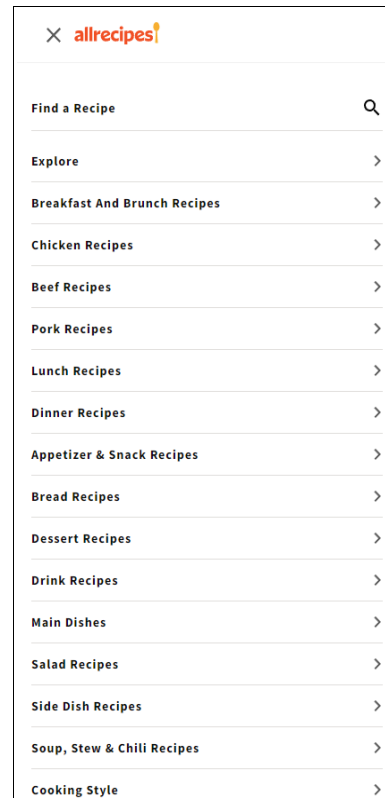 allrecipes
Find a Recipe
Explore
Breakfast And Brunch Recipes
Chicken Recipes
Beef Recipes
Pork Recipes
Lunch Recipes
Dinner Recipes
Appetizer & Snack Recipes
Bread Recipes
Dessert Recipes
Drink Recipes
Main Dishes
Salad Recipes
Side Dish Recipes
Soup, Stew & Chili Recipes
Cooking Style